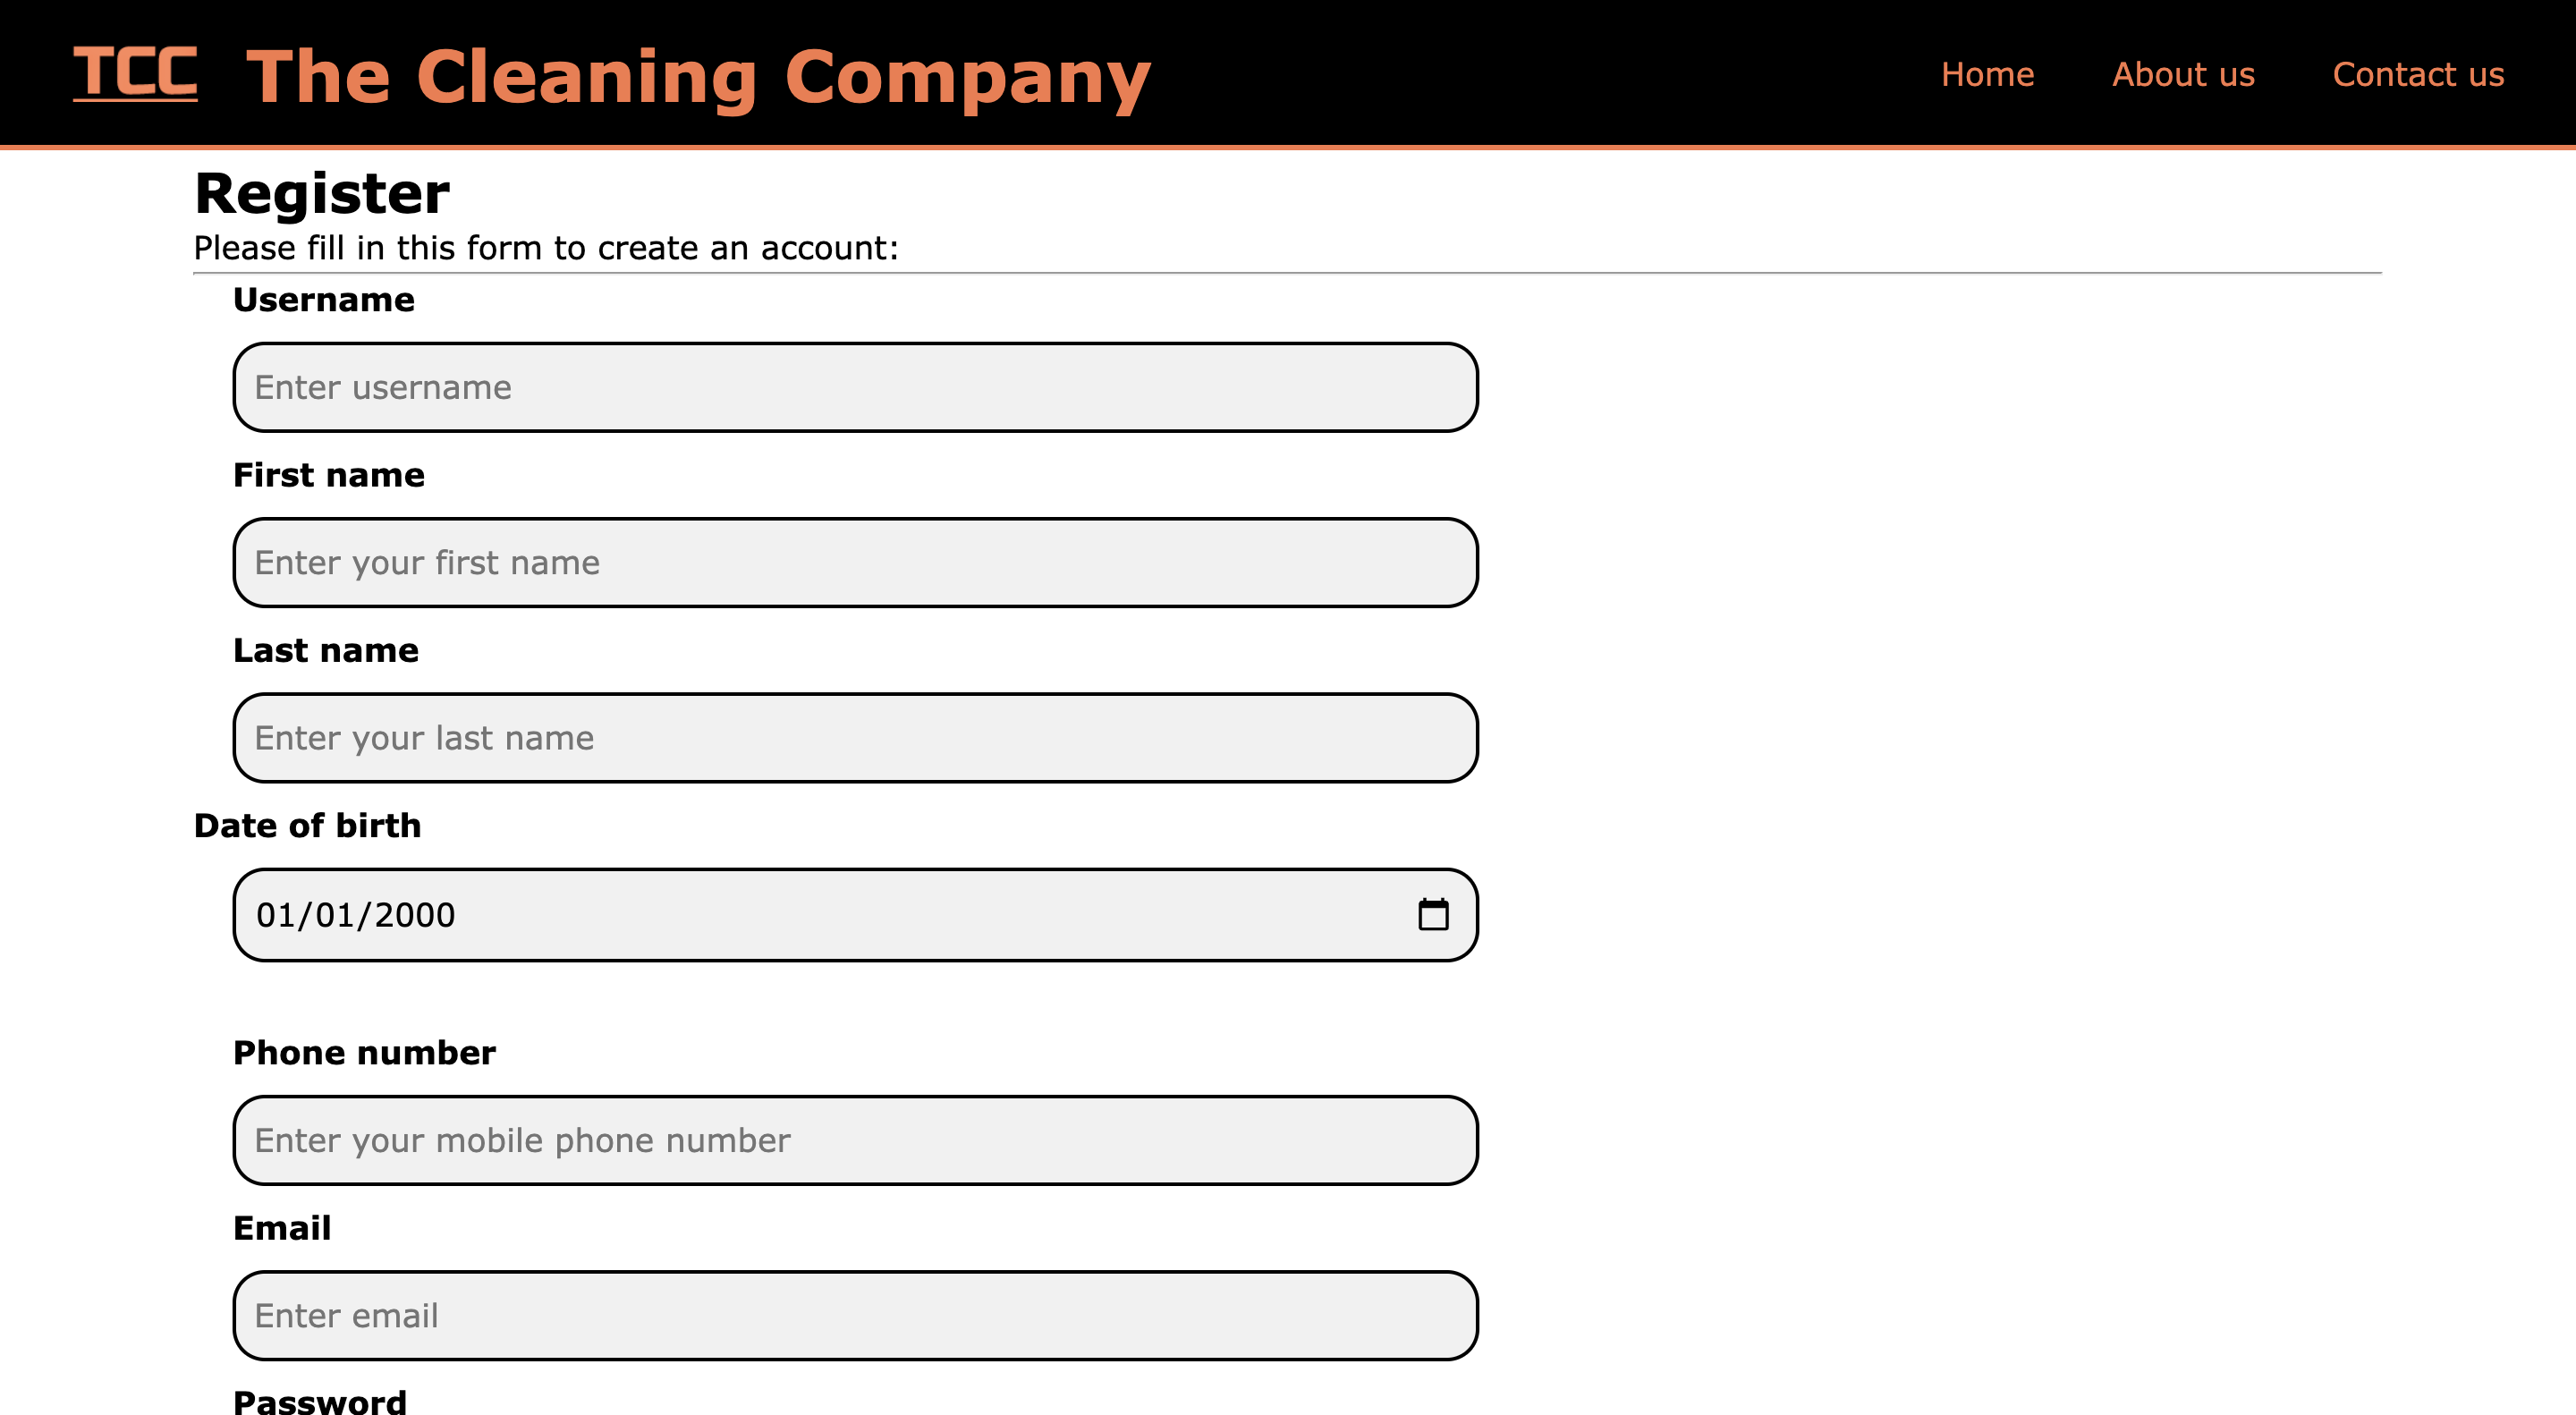 TCC The Cleaning Company Home About us Contact us
Register
Please fill in this form to create an account:
Username
Enter username
First name
Enter your first name
Last name
Enter your last name
Date of birth
01/01/2000
Phone number
Enter your mobile phone number
Email
Enter email
Password